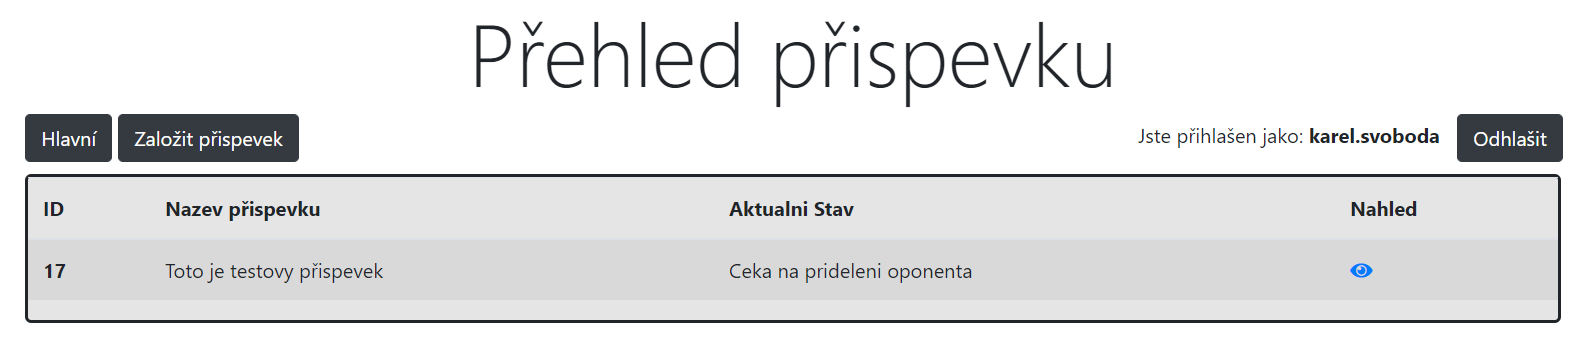 Přehled přispevku
Hlavní Založit přispevek Jste přihlašen jako: karel.svoboda Odhlašit
ID Nazev přispevku Aktualni Stav Nahled
17 Toto je testovy přispevek Ceka na prideleni oponenta